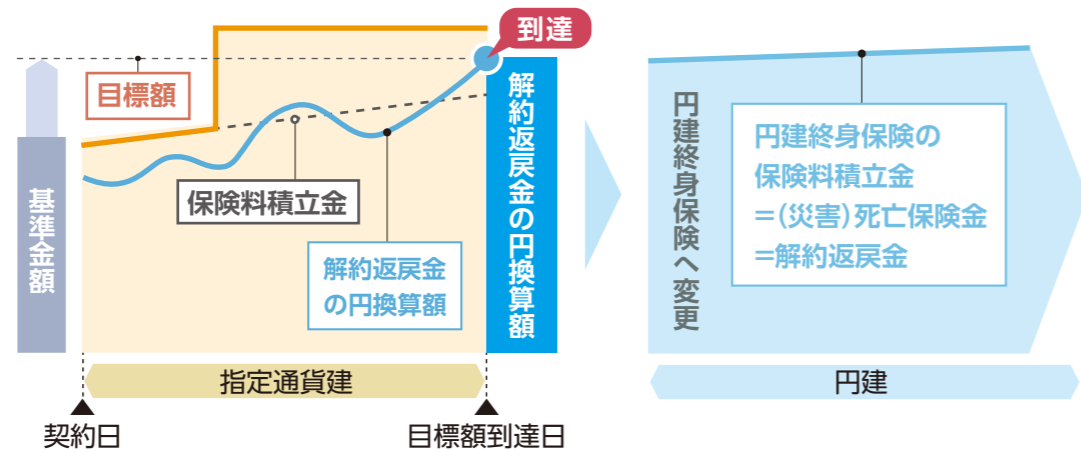 到達
目標額
基準金額
保険料積立金
解約返戻金
の円換算額
解約返戻金の円換算額
指定通貨建
契約日
目標額到達日
円建終身保険へ変更
円建終身保険の
保険料積立金
=(災害)死亡保険金
=解約返戻金
円建